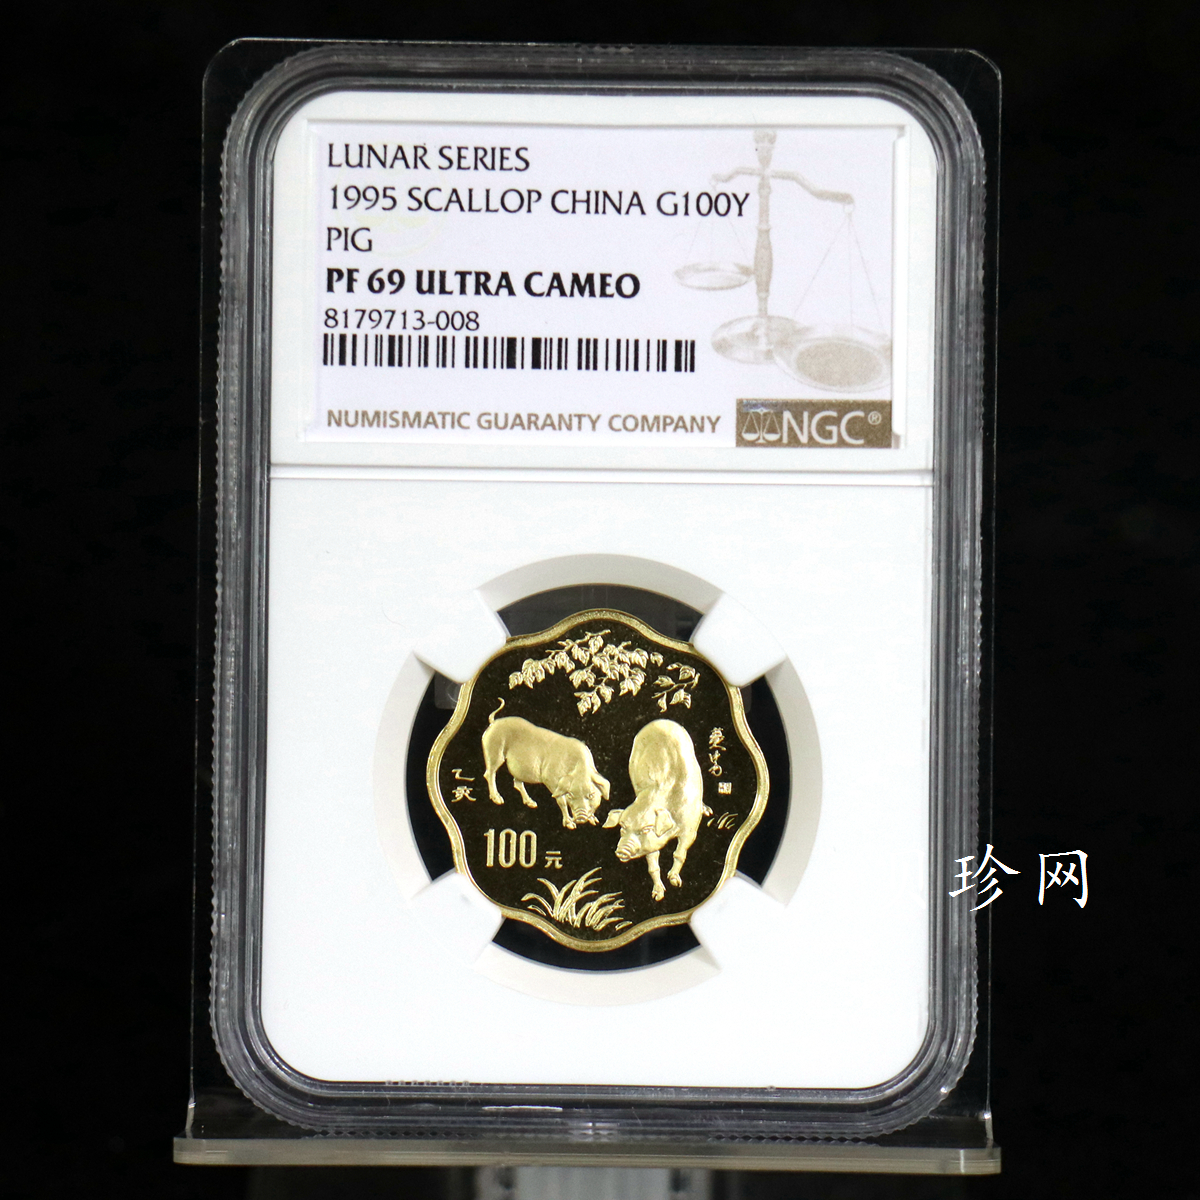 LUNAR SERIES
1995 SCALLOP CHINA G100Y
PIG
PF 69 ULTRA CAMEO
8179713-008
NUMISMATIC GUARANTY COMPANY
NGC®
乙亥
100元
珍网